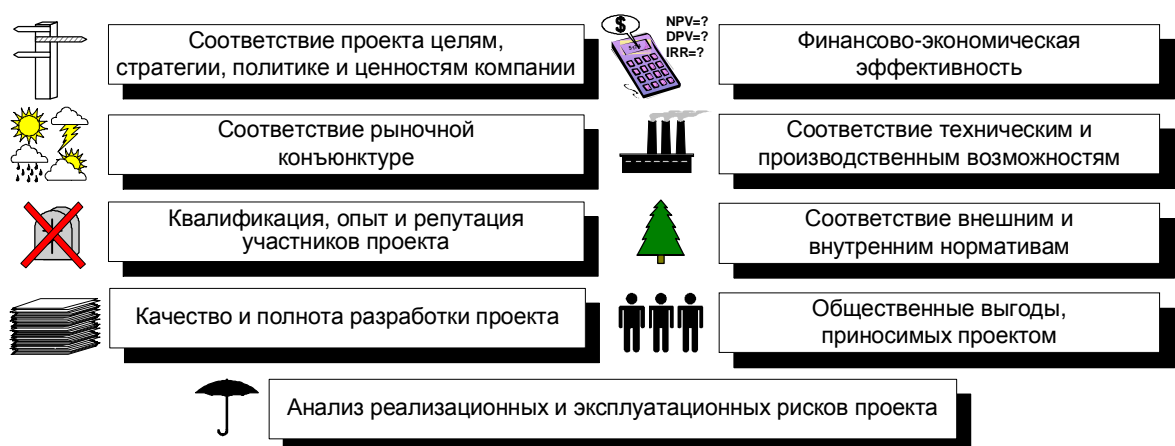 Соответствие проекта целям,
стратегии, политике и ценностям компании
$
NPV=?
DPV=?
IRR=?
Финансово-экономическая
эффективность
Соответствие рыночной
конъюнктуре
Соответствие техническим и
производственным возможностям
Квалификация, опыт и репутация
участников проекта
Соответствие внешним и
внутренним нормативам
Качество и полнота разработки проекта
Общественные выгоды,
приносимых проектом
Анализ реализационных и эксплуатационных рисков проекта